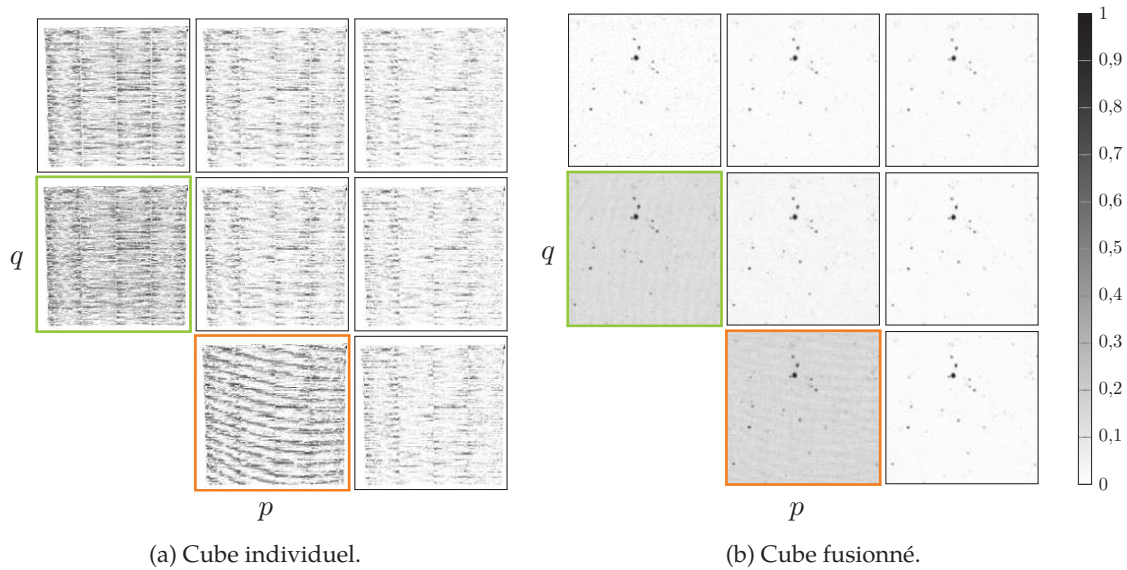 q
p
(a) Cube individuel.
q
p
(b) Cube fusionné.
1
0,9
0,8
0,7
0,6
0,5
0,4
0,3
0,2
0,1
0